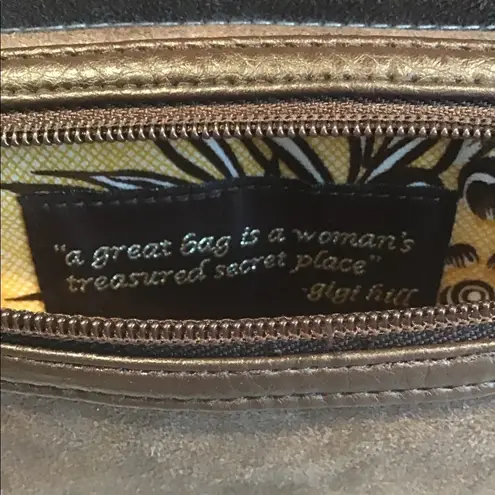 "a great bag is a woman's
treasured secret place"
gigi hill